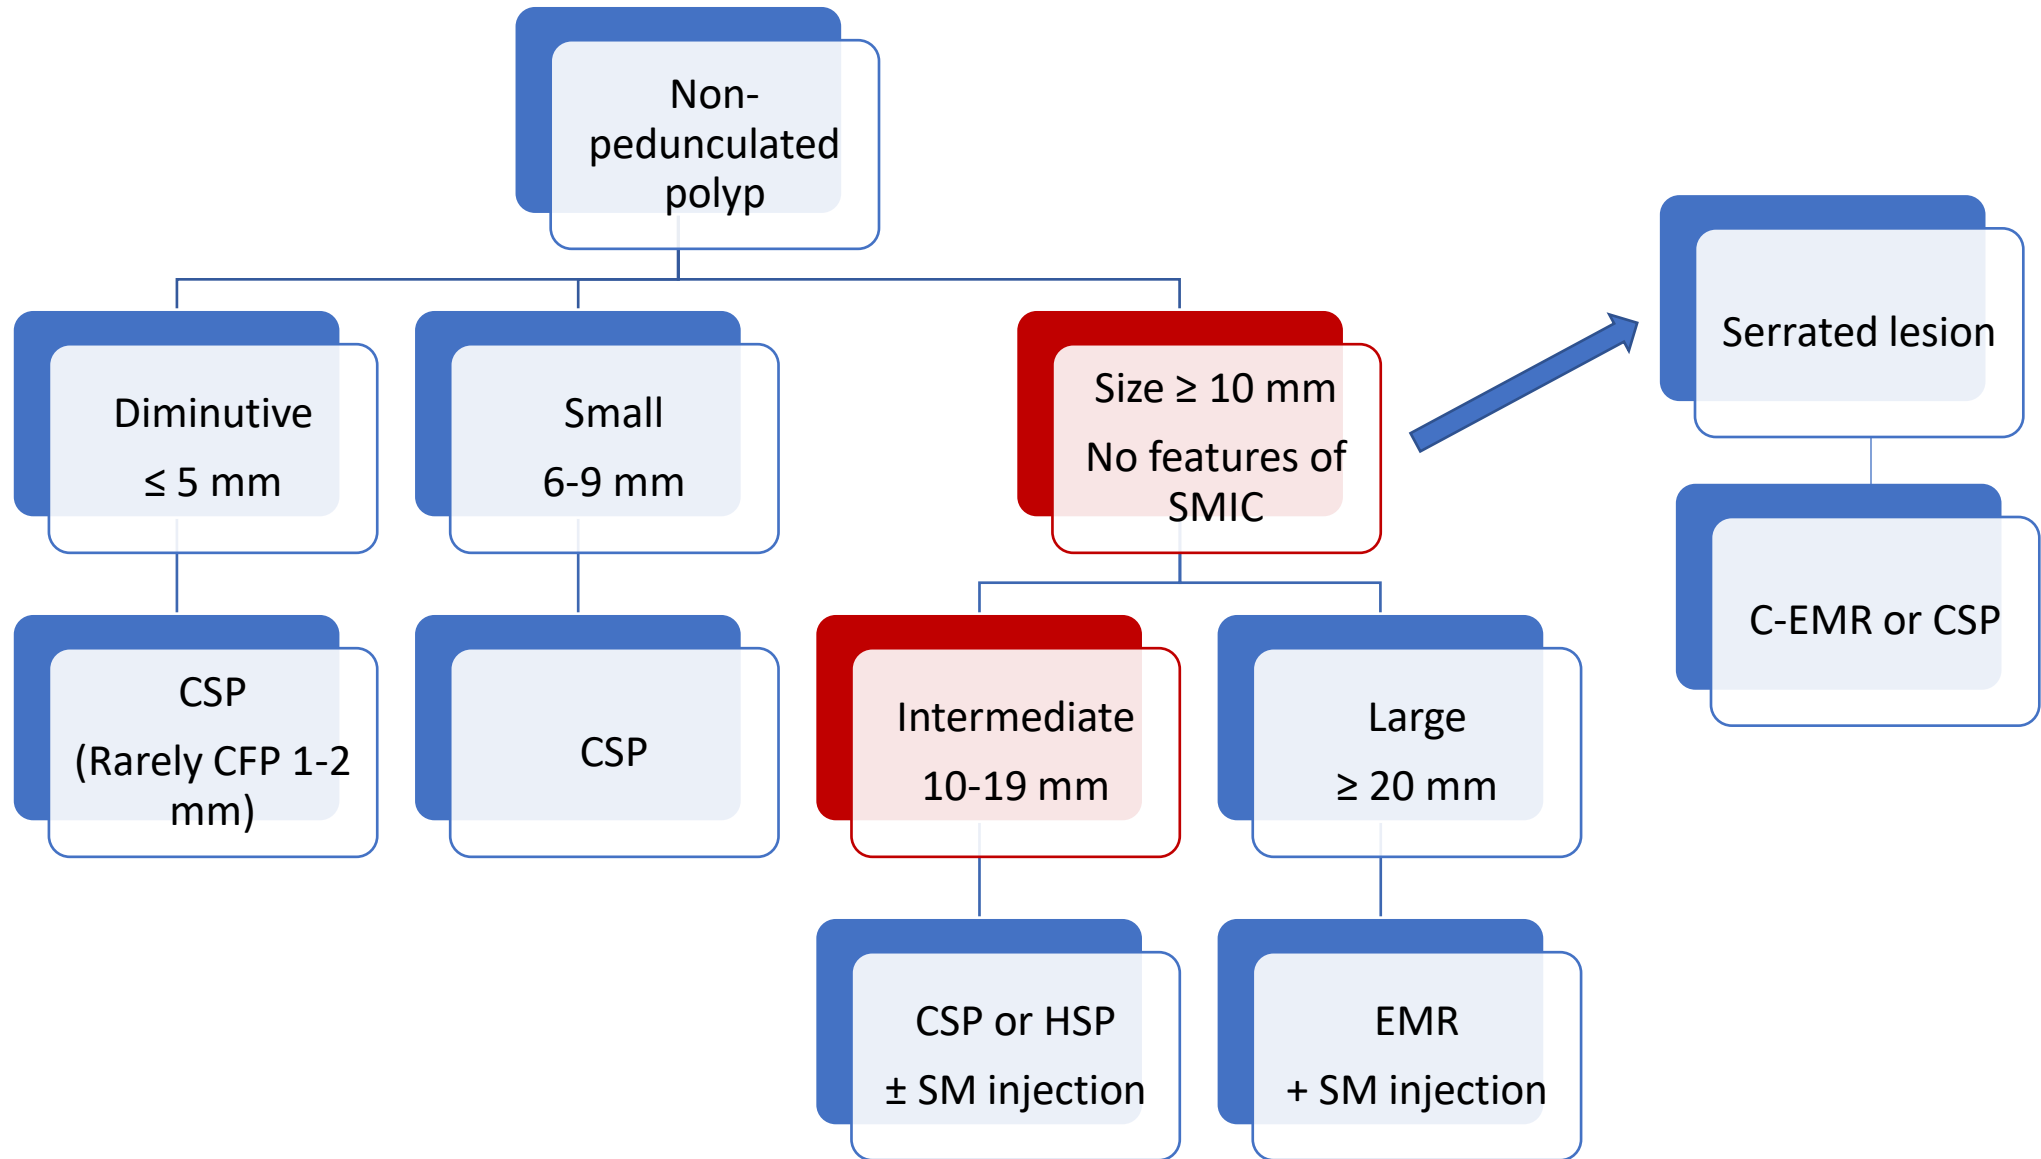 Non-
pedunculated
polyp
Diminutive
≤ 5 mm
Small
6-9 mm
Size ≥ 10 mm
No features of
SMIC
Serrated lesion
CSP
(Rarely CFP 1-2
mm)
CSP
Intermediate
10-19 mm
Large
≥ 20 mm
C-EMR or CSP
CSP or HSP
± SM injection
EMR
+ SM injection